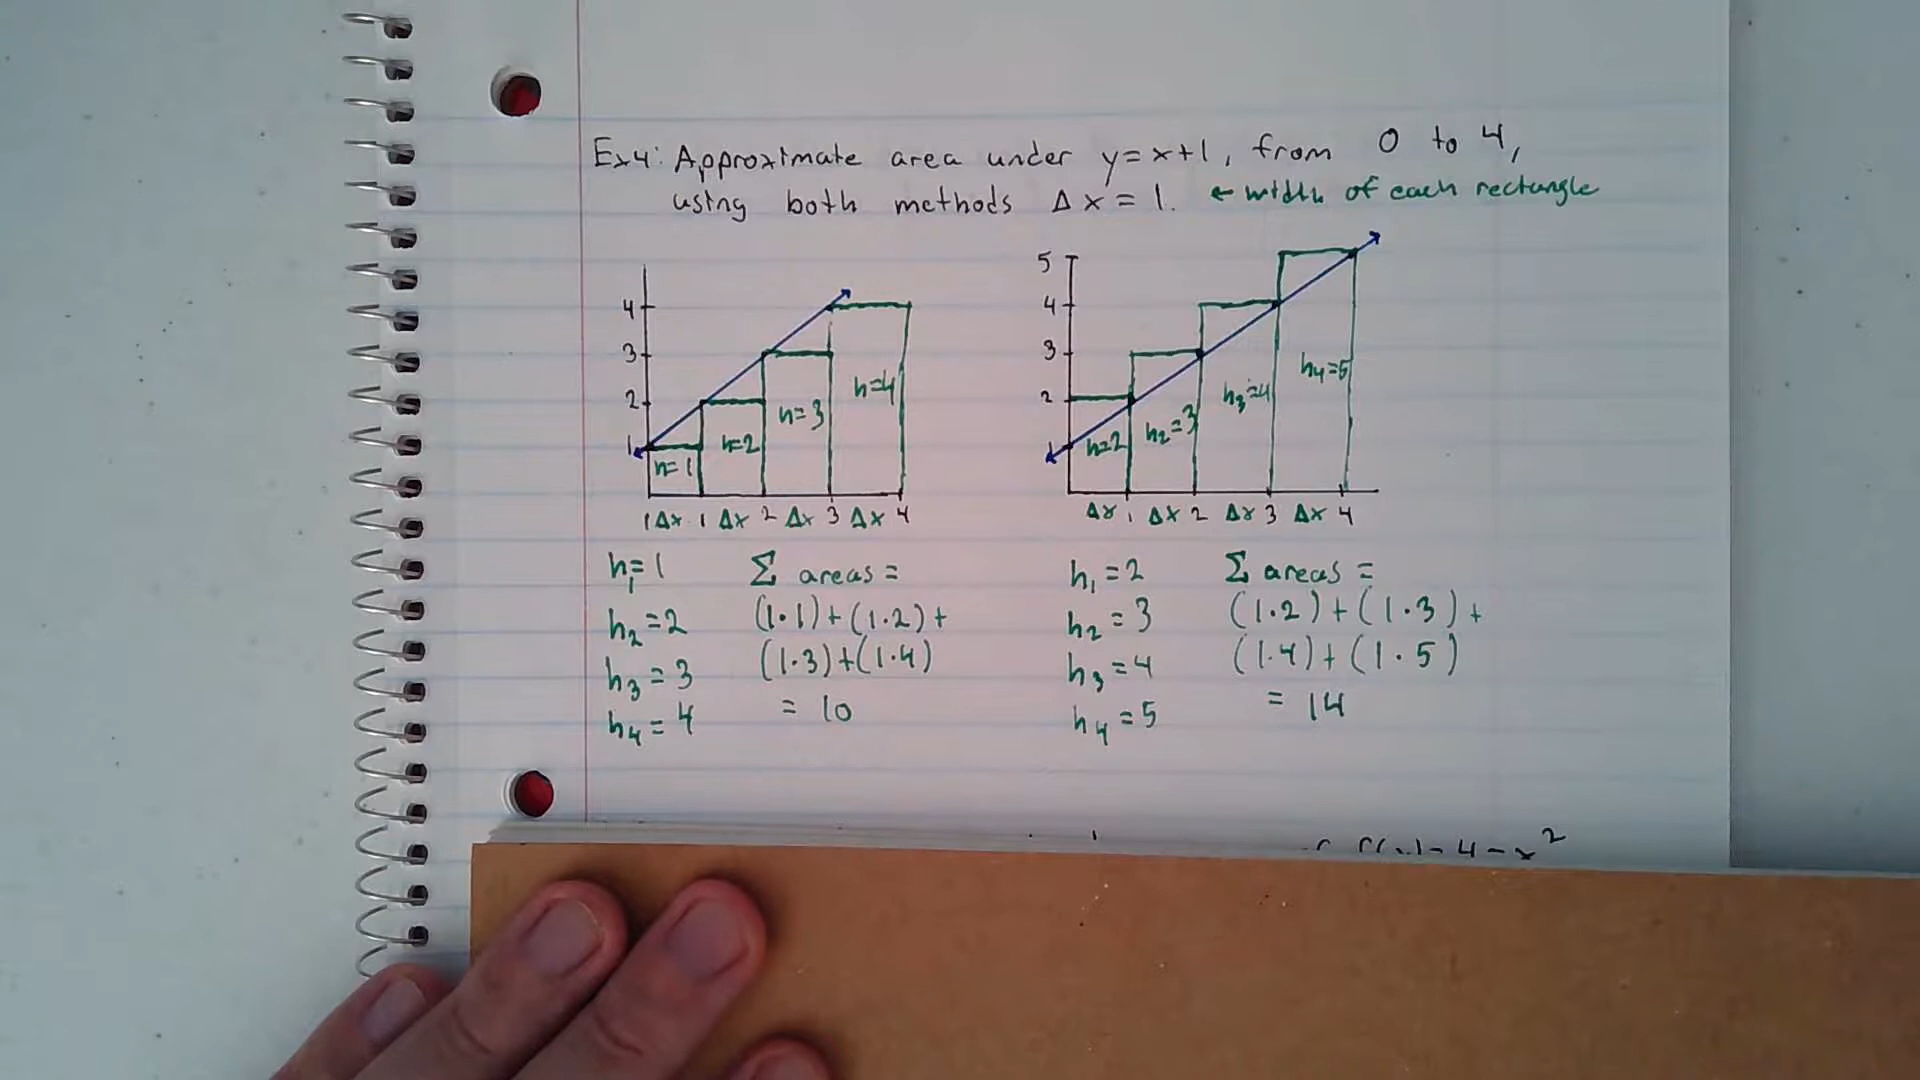 Ex4: Approximate area under y=x+1, from 0 to 4,
using both methods Δx=1. ← width of each rectangle
4
3
2
1
h=1
h=2
h=3
h=4
Δx 1 Δx 2 Δx 3 Δx 4
h₁=1
h₂=2
h₃=3
h₄=4
Σ areas =
(1·1)+(1·2)+
(1·3)+(1·4)
= 10
5
4
3
2
1
h=2
h₂=3
h₃=4
h₄=5
Δx 1 Δx 2 Δx 3 Δx 4
h₁=2
h₂=3
h₃=4
h₄=5
Σ areas =
(1·2)+(1·3)+
(1·4)+(1·5)
= 14
4-x²